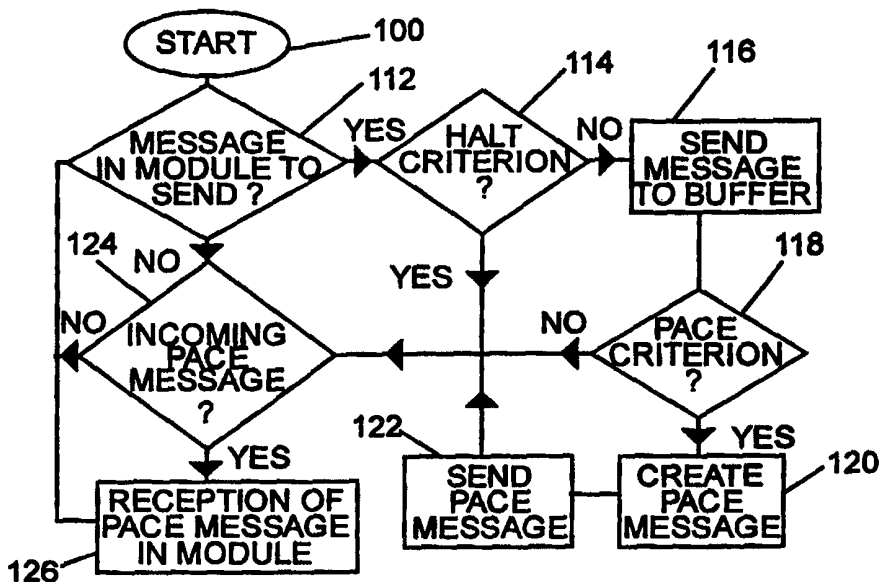 START
100
112
MESSAGE
IN MODULE TO
SEND ?
YES
114
HALT
CRITERION
?
NO
116
SEND
MESSAGE
TO BUFFER
124
NO
YES
118
NO
INCOMING
PACE
MESSAGE
?
NO
PACE
CRITERION
?
YES
122
SEND
PACE
MESSAGE
YES
CREATE
PACE
MESSAGE
120
RECEPTION OF
PACE MESSAGE
IN MODULE
126